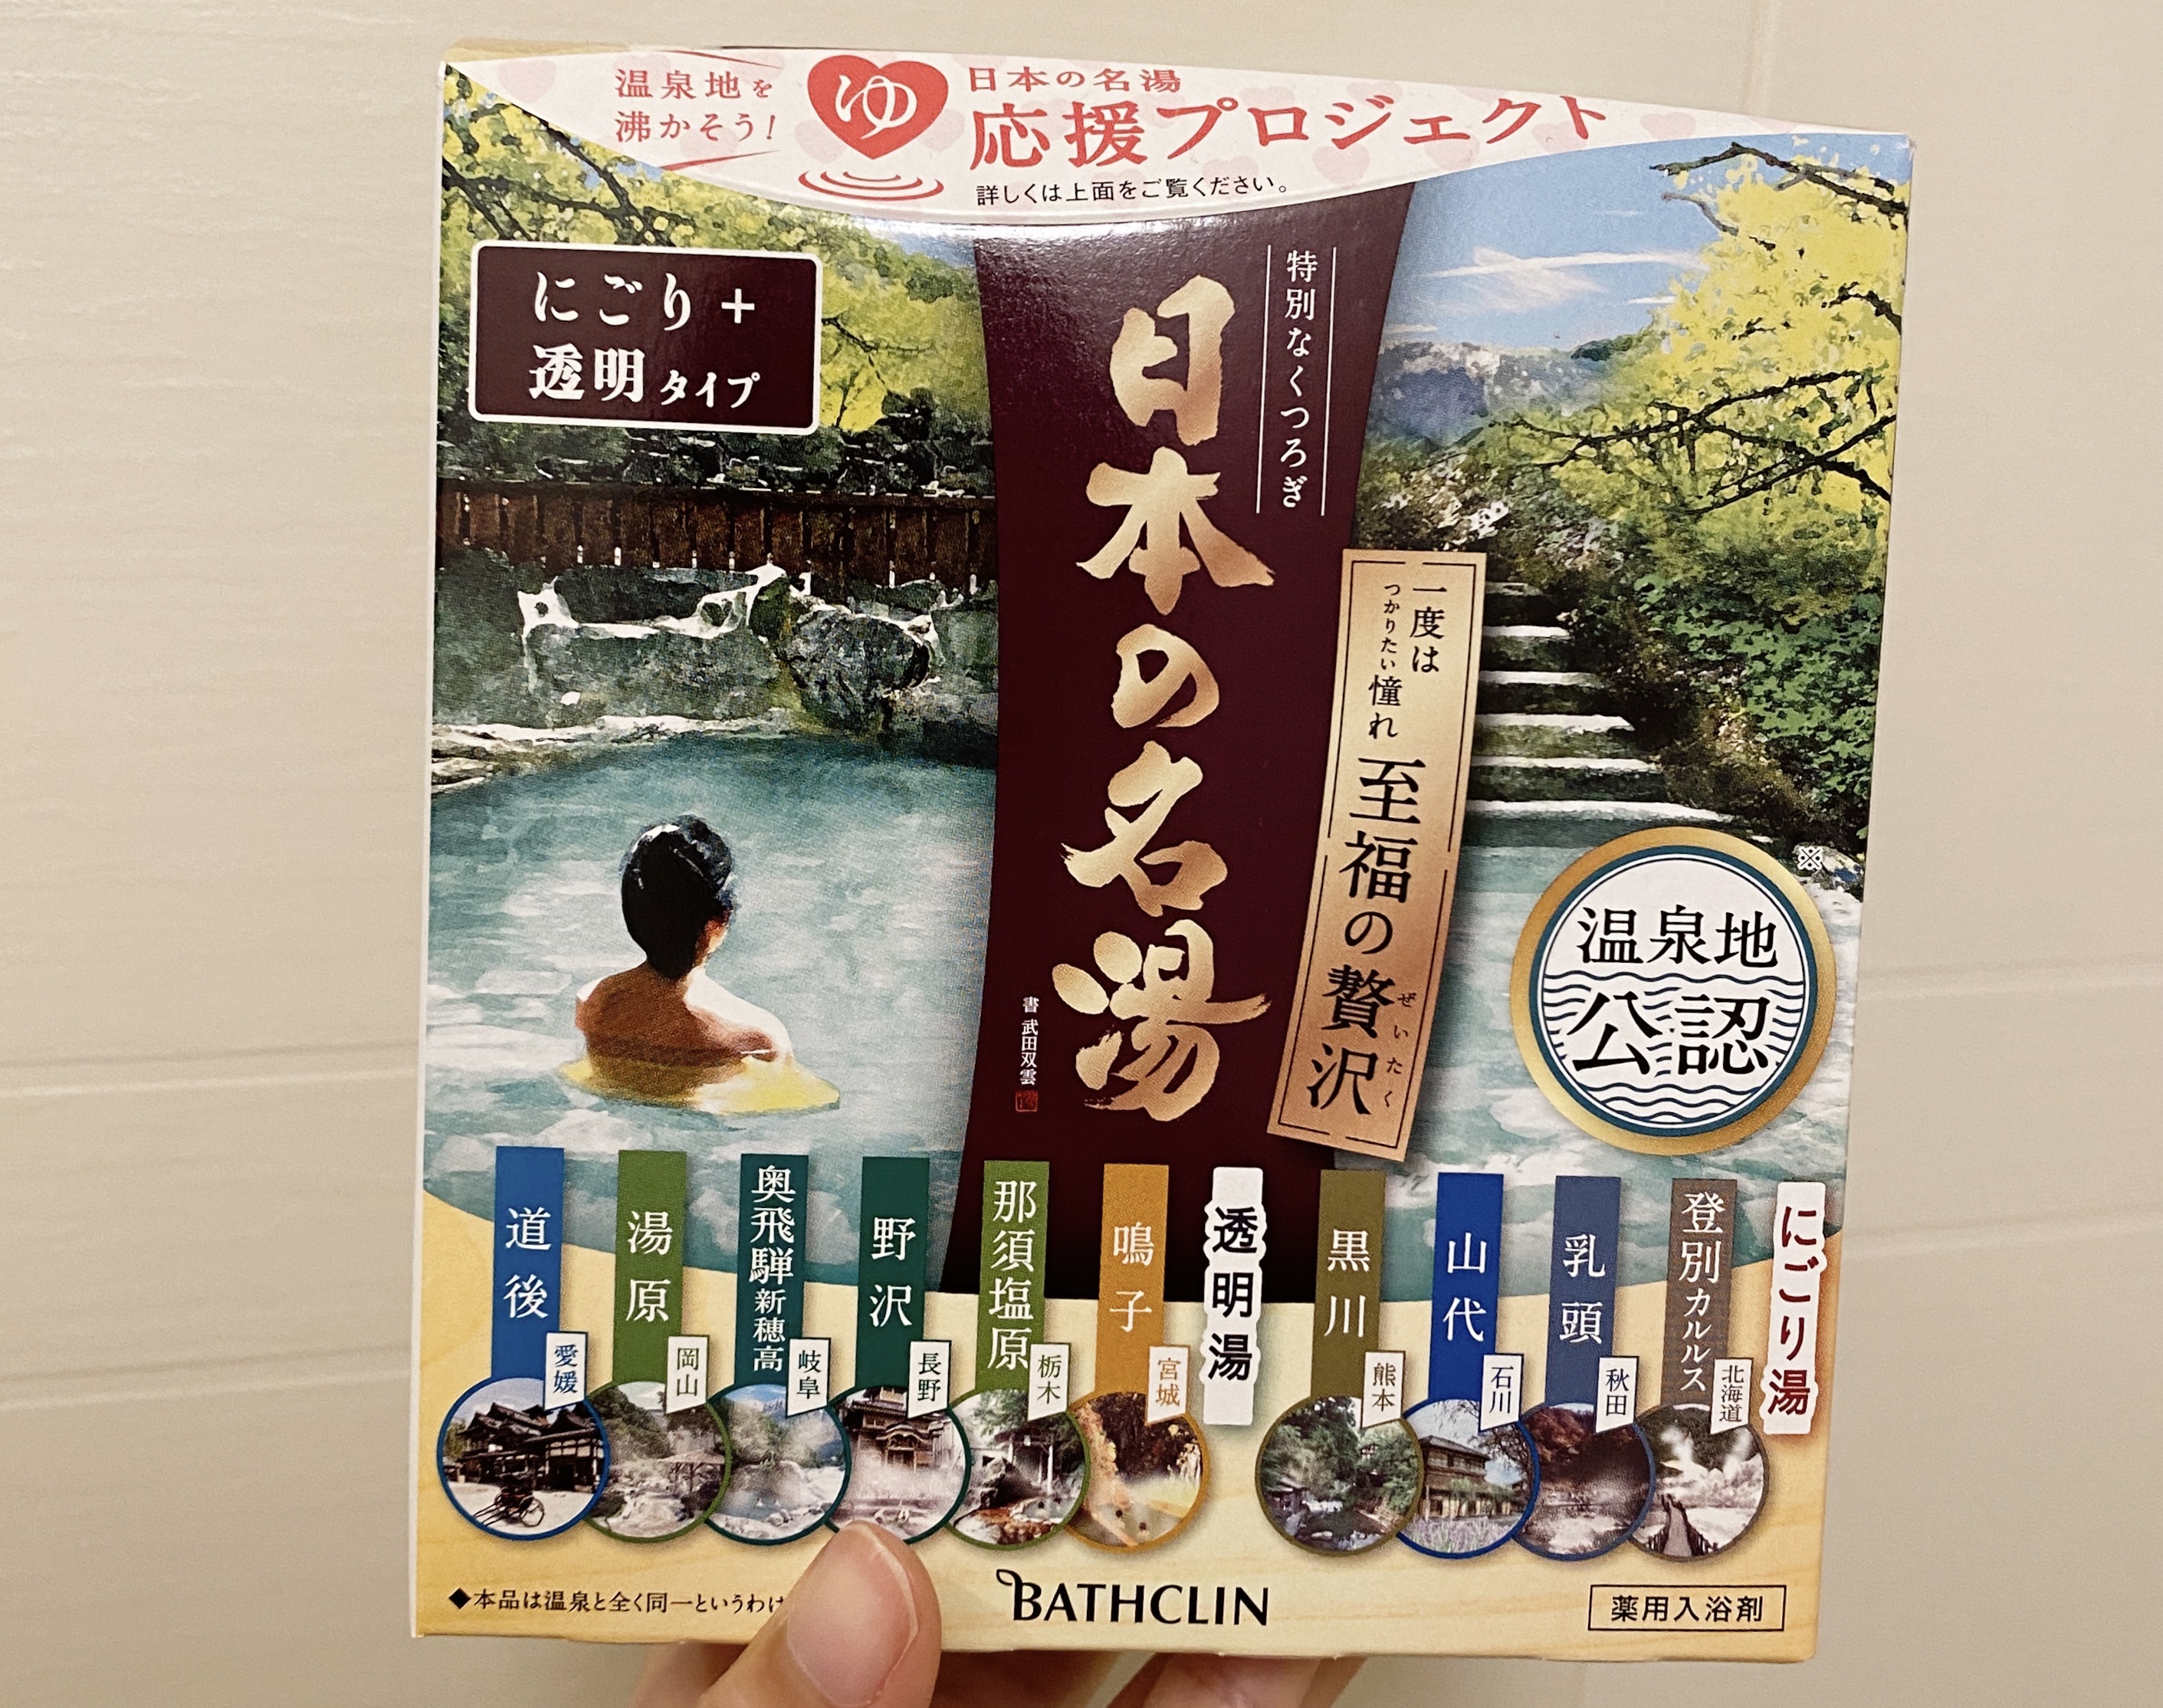 温泉地を
沸かそう!
ゆ
日本の名湯
応援プロジェクト
詳しくは上面をご覧ください。
にごり+
透明タイプ
特別なくつろぎ
日本の名湯
書 武田双雲
一度は
つかりたい憧れ
至福の贅沢
ぜいたく
※
温泉地
公認
にごり湯
登別カルルス
北海道
乳頭
秋田
山代
石川
黒川
熊本
透明湯
鳴子
宮城
那須塩原
栃木
野沢
長野
奥飛騨新穂高
岐阜
湯原
岡山
道後
愛媛
◆本品は温泉と全く同一というわけ
BATHCLIN
薬用入浴剤